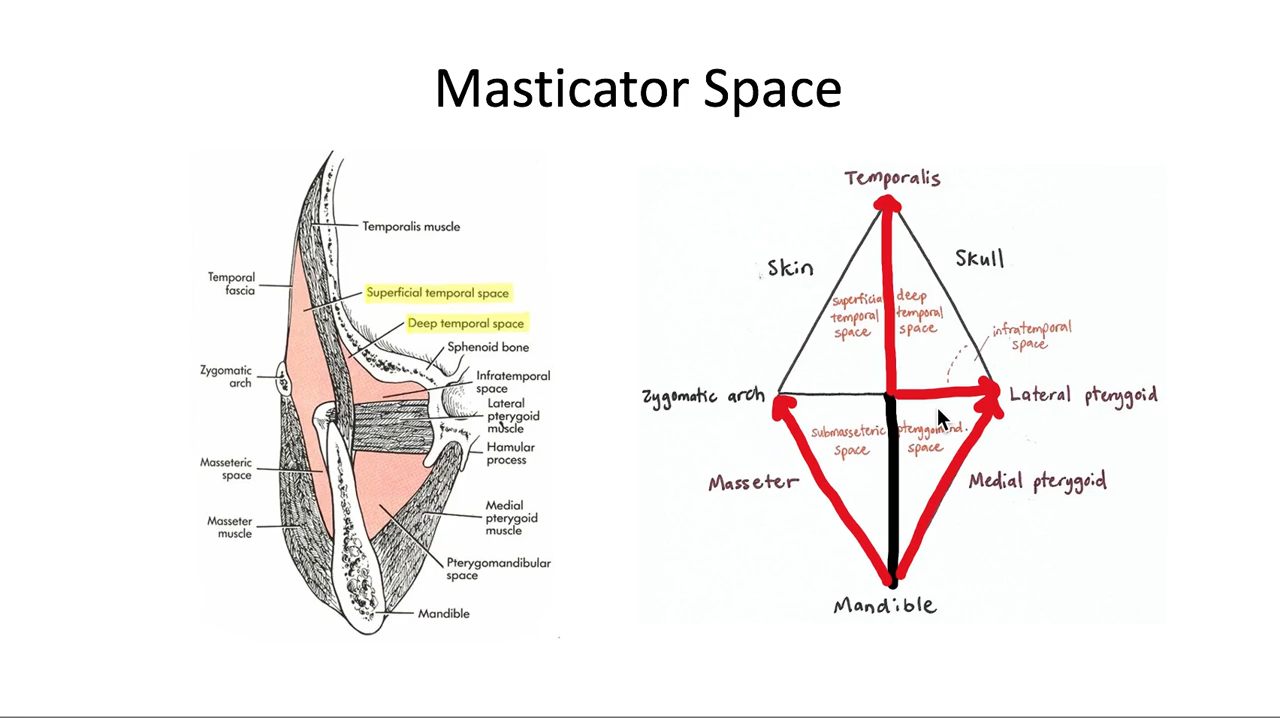 Masticator Space
Temporalis muscle
Temporal
fascia
Superficial temporal space
Deep temporal space
Sphenoid bone
Zygomatic
arch
Infratemporal
space
Lateral
pterygoid
muscle
Hamular
process
Masseteric
space
Medial
pterygoid
muscle
Masseter
muscle
Pterygomandibular
space
Mandible
Temporalis
Skin
Skull
superficial
temporal
space
deep
temporal
space
infratemporal
space
Zygomatic arch
Lateral pterygoid
submasseteric
space
space
Masseter
Medial pterygoid
Mandible